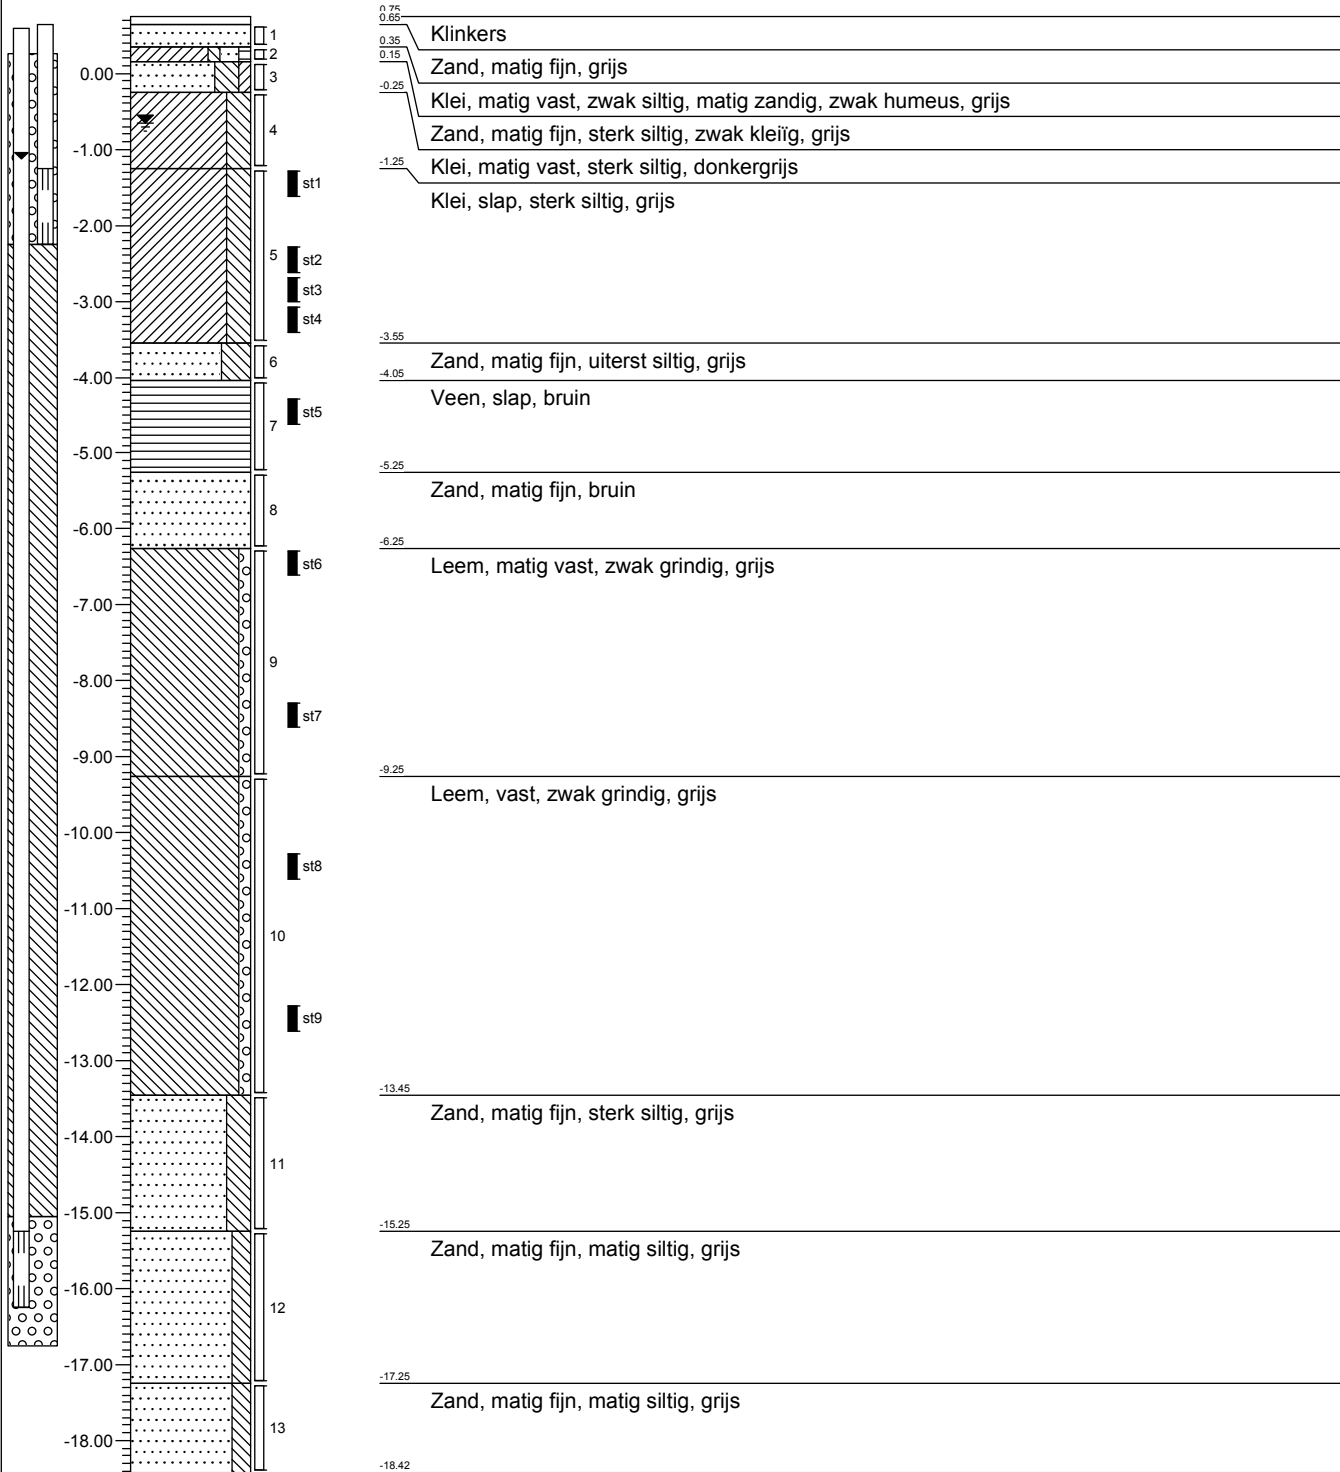 0.75
0.65
Klinkers
1
0.35
2
0.15
Zand, matig fijn, grijs
0.00
3
-0.25
Klei, matig vast, zwak siltig, matig zandig, zwak humeus, grijs
4
Zand, matig fijn, sterk siltig, zwak kleiïg, grijs
-1.00
-1.25
Klei, matig vast, sterk siltig, donkergrijs
st1
Klei, slap, sterk siltig, grijs
-2.00
5
st2
st3
-3.00
st4
-3.55
6
Zand, matig fijn, uiterst siltig, grijs
-4.00
-4.05
Veen, slap, bruin
st5
7
-5.00
-5.25
Zand, matig fijn, bruin
8
-6.00
-6.25
st6
Leem, matig vast, zwak grindig, grijs
-7.00
9
-8.00
st7
-9.00
-9.25
Leem, vast, zwak grindig, grijs
-10.00
st8
-11.00
10
-12.00
st9
-13.00
-13.45
Zand, matig fijn, sterk siltig, grijs
-14.00
11
-15.00
-15.25
Zand, matig fijn, matig siltig, grijs
-16.00
12
-17.00
-17.25
Zand, matig fijn, matig siltig, grijs
13
-18.00
-18.42